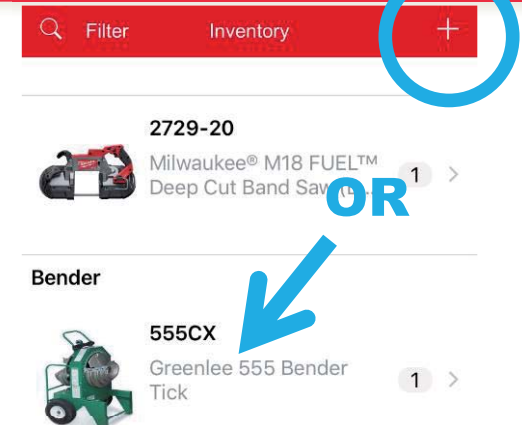 Filter Inventory +
2729-20
Milwaukee® M18 FUEL™
Deep Cut Band Saw
1 >
OR
Bender
555CX
Greenlee 555 Bender
Tick
1 >